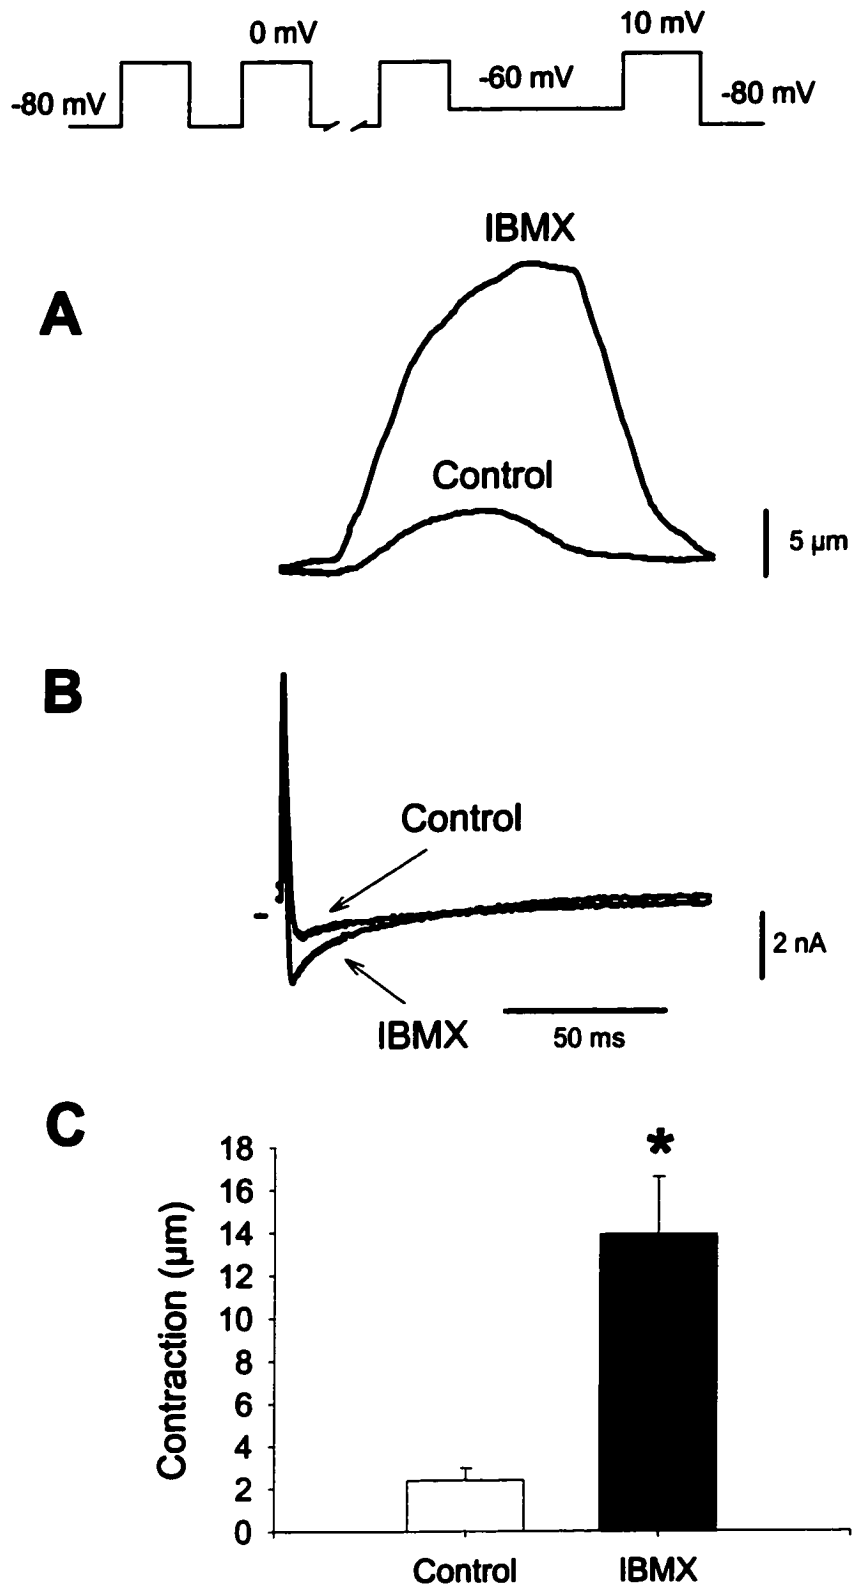 0 mV
10 mV
-80 mV
-60 mV
-80 mV
IBMX
A
Control
5 µm
B
Control
2 nA
IBMX
50 ms
C
*
Contraction (µm)
18
16
14
12
10
8
6
4
2
0
Control
IBMX